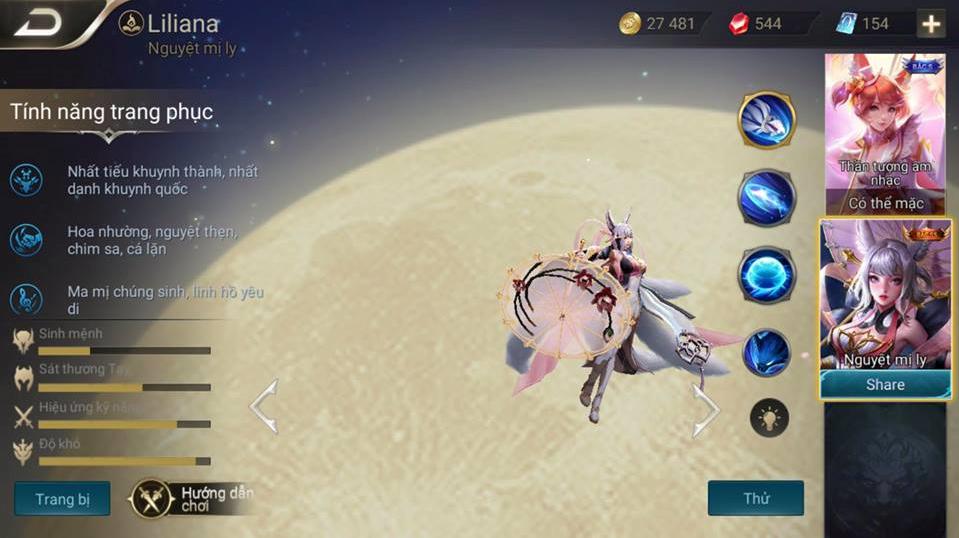 Liliana
Nguyệt mị ly
27 481
544
154
Tính năng trang phục
Nhất tiếu khuynh thành, nhất
danh khuynh quốc
Hoa nhường, nguyệt thẹn,
chim sa, cá lặn
Ma mị chúng sinh, linh hồ yêu
dị
Sinh mệnh
Sát thương Tay
Hiệu ứng kỹ năng
Độ khó
Trang bị
Hướng dẫn
chơi
Thử
BẬC S
Thần tượng âm
nhạc
Có thể mặc
Nguyệt mị ly
Share